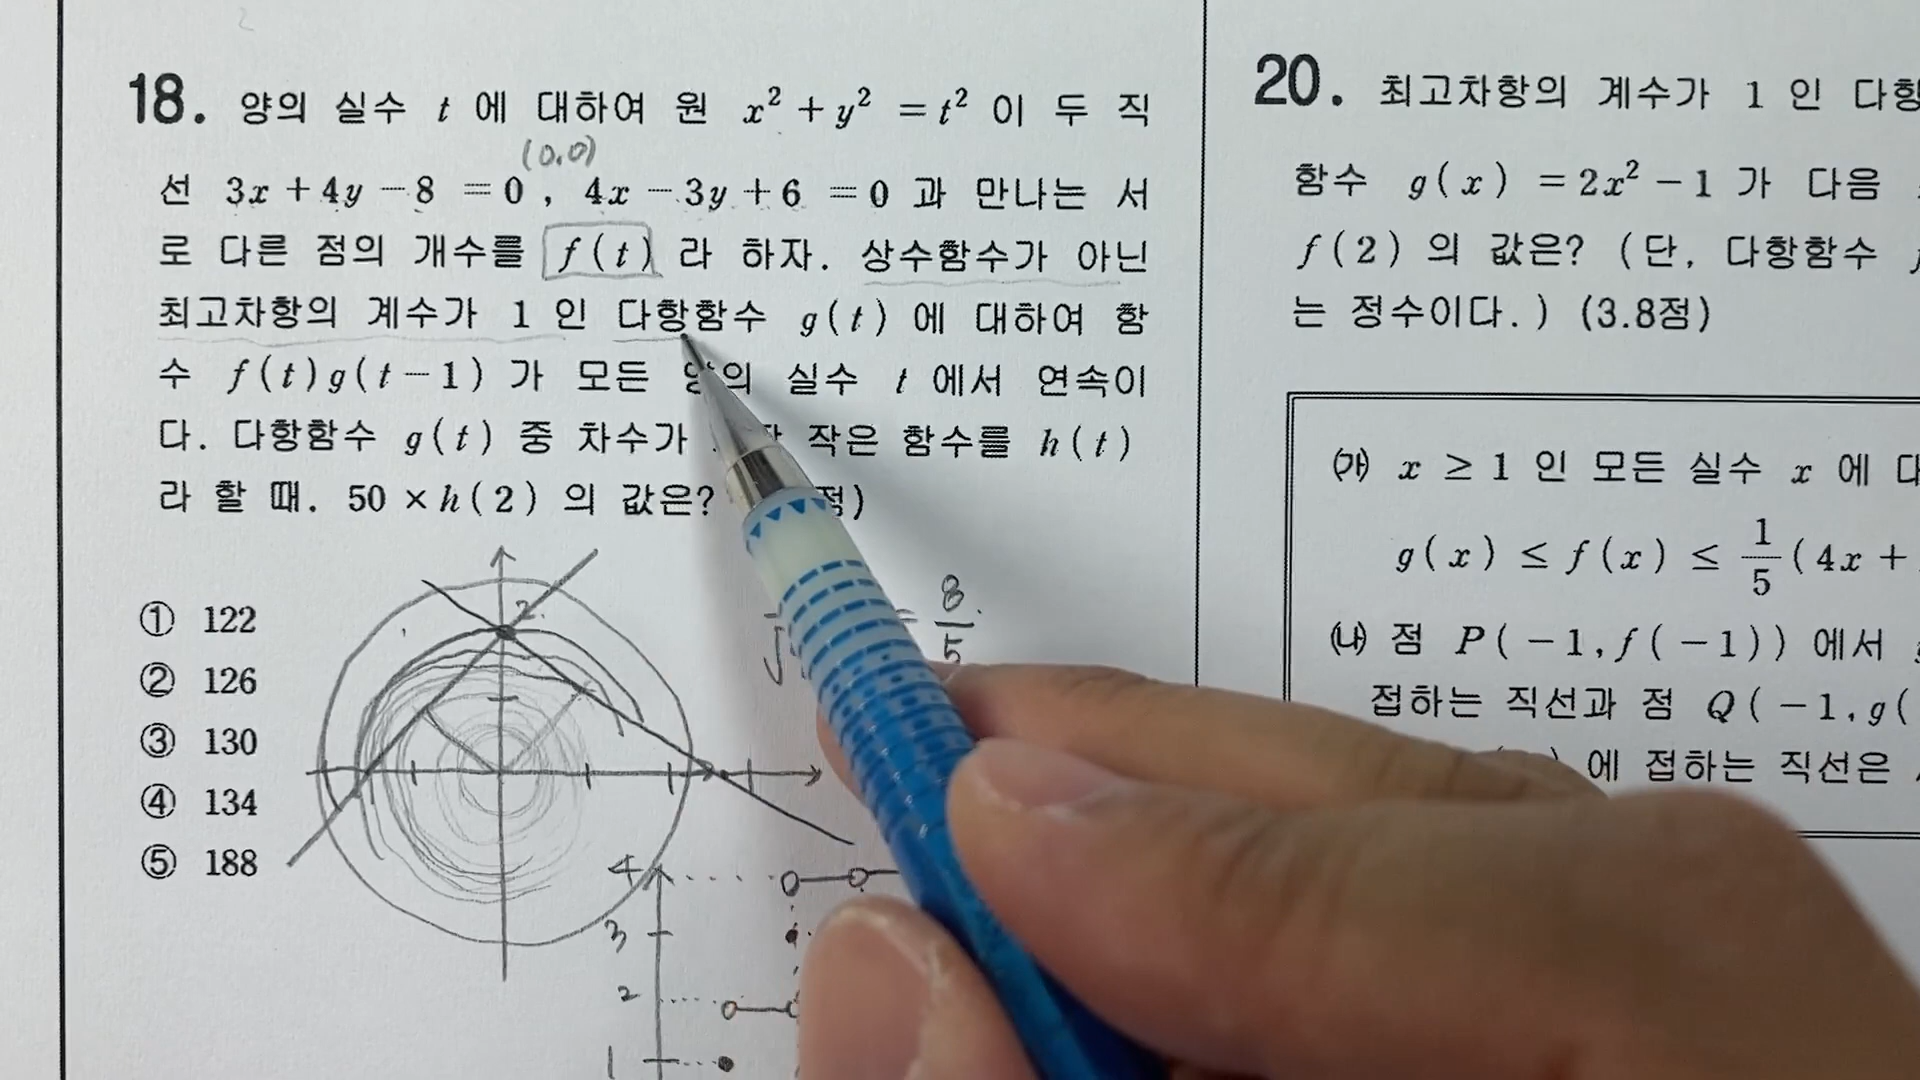 18. 양의 실수 t 에 대하여 원 x² + y² = t² 이 두 직
(0,0)
선 3x + 4y − 8 = 0 , 4x − 3y + 6 = 0 과 만나는 서
로 다른 점의 개수를 f(t) 라 하자. 상수함수가 아닌
최고차항의 계수가 1 인 다항함수 g(t) 에 대하여 함
수 f(t)g(t−1) 가 모든 양의 실수 t 에서 연속이
다. 다항함수 g(t) 중 차수가 작은 함수를 h(t)
라 할 때. 50 × h(2) 의 값은? 점)
① 122
② 126
③ 130
④ 134
⑤ 188
2
= 8/5
4
3
2
1
20. 최고차항의 계수가 1 인 다항
함수 g(x) = 2x² − 1 가 다음
f(2) 의 값은? (단, 다항함수
는 정수이다.) (3.8점)
(가) x ≥ 1 인 모든 실수 x 에 대
g(x) ≤ f(x) ≤ 1/5 (4x +
(나) 점 P(−1, f(−1)) 에서
접하는 직선과 점 Q(−1, g(
에 접하는 직선은